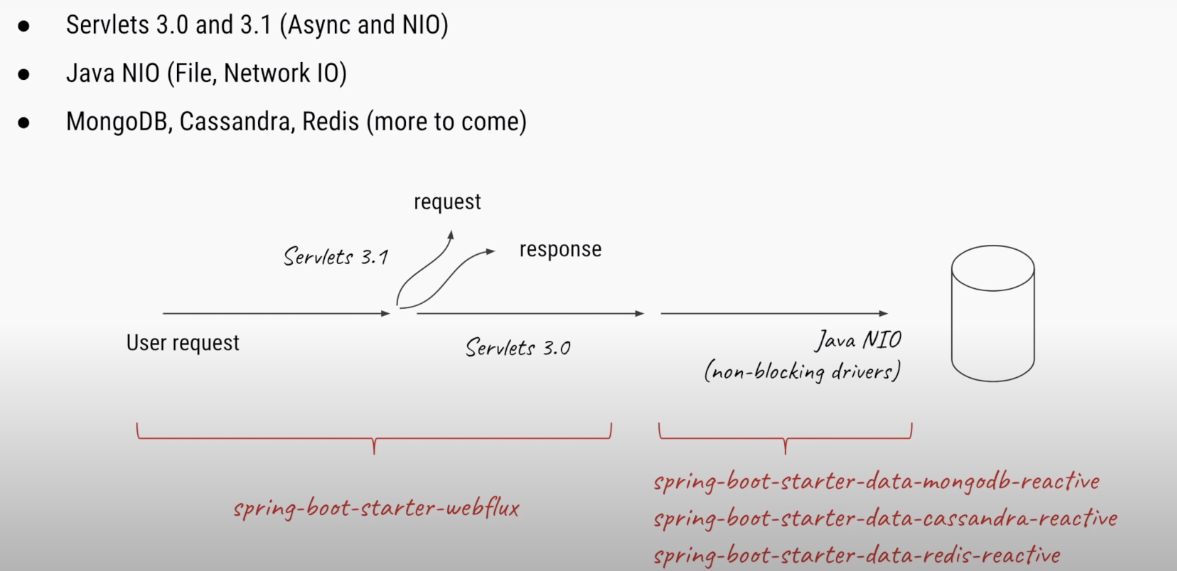 ● Servlets 3.0 and 3.1 (Async and NIO)
● Java NIO (File, Network IO)
● MongoDB, Cassandra, Redis (more to come)
request
Servlets 3.1
response
User request
Servlets 3.0
Java NIO
(non-blocking drivers)
spring-boot-starter-webflux
spring-boot-starter-data-mongodb-reactive
spring-boot-starter-data-cassandra-reactive
spring-boot-starter-data-redis-reactive